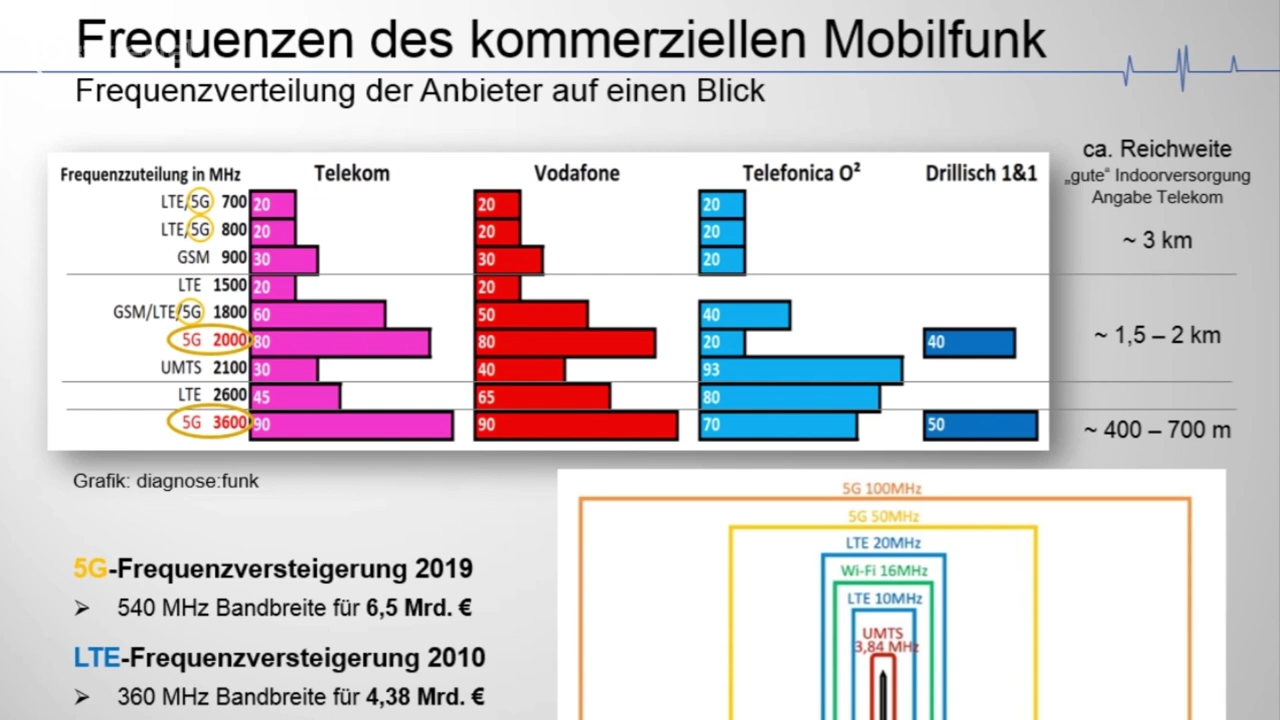 Frequenzen des kommerziellen Mobilfunk
Frequenzverteilung der Anbieter auf einen Blick
Frequenzzuteilung in MHz Telekom Vodafone Telefonica O² Drillisch 1&1
LTE/5G 700 20 20 20
LTE/5G 800 20 20 20
GSM 900 30 30 20
LTE 1500 20 20
GSM/LTE/5G 1800 60 50 40
5G 2000 80 80 20 40
UMTS 2100 30 40 93
LTE 2600 45 65 80
5G 3600 90 90 70 50
ca. Reichweite
„gute“ Indoorversorgung
Angabe Telekom
~ 3 km
~ 1,5 – 2 km
~ 400 – 700 m
Grafik: diagnose:funk
5G-Frequenzversteigerung 2019
➢ 540 MHz Bandbreite für 6,5 Mrd. €
LTE-Frequenzversteigerung 2010
➢ 360 MHz Bandbreite für 4,38 Mrd. €
5G 100MHz
5G 50MHz
LTE 20MHz
Wi-Fi 16MHz
LTE 10MHz
UMTS
3,84 MHz